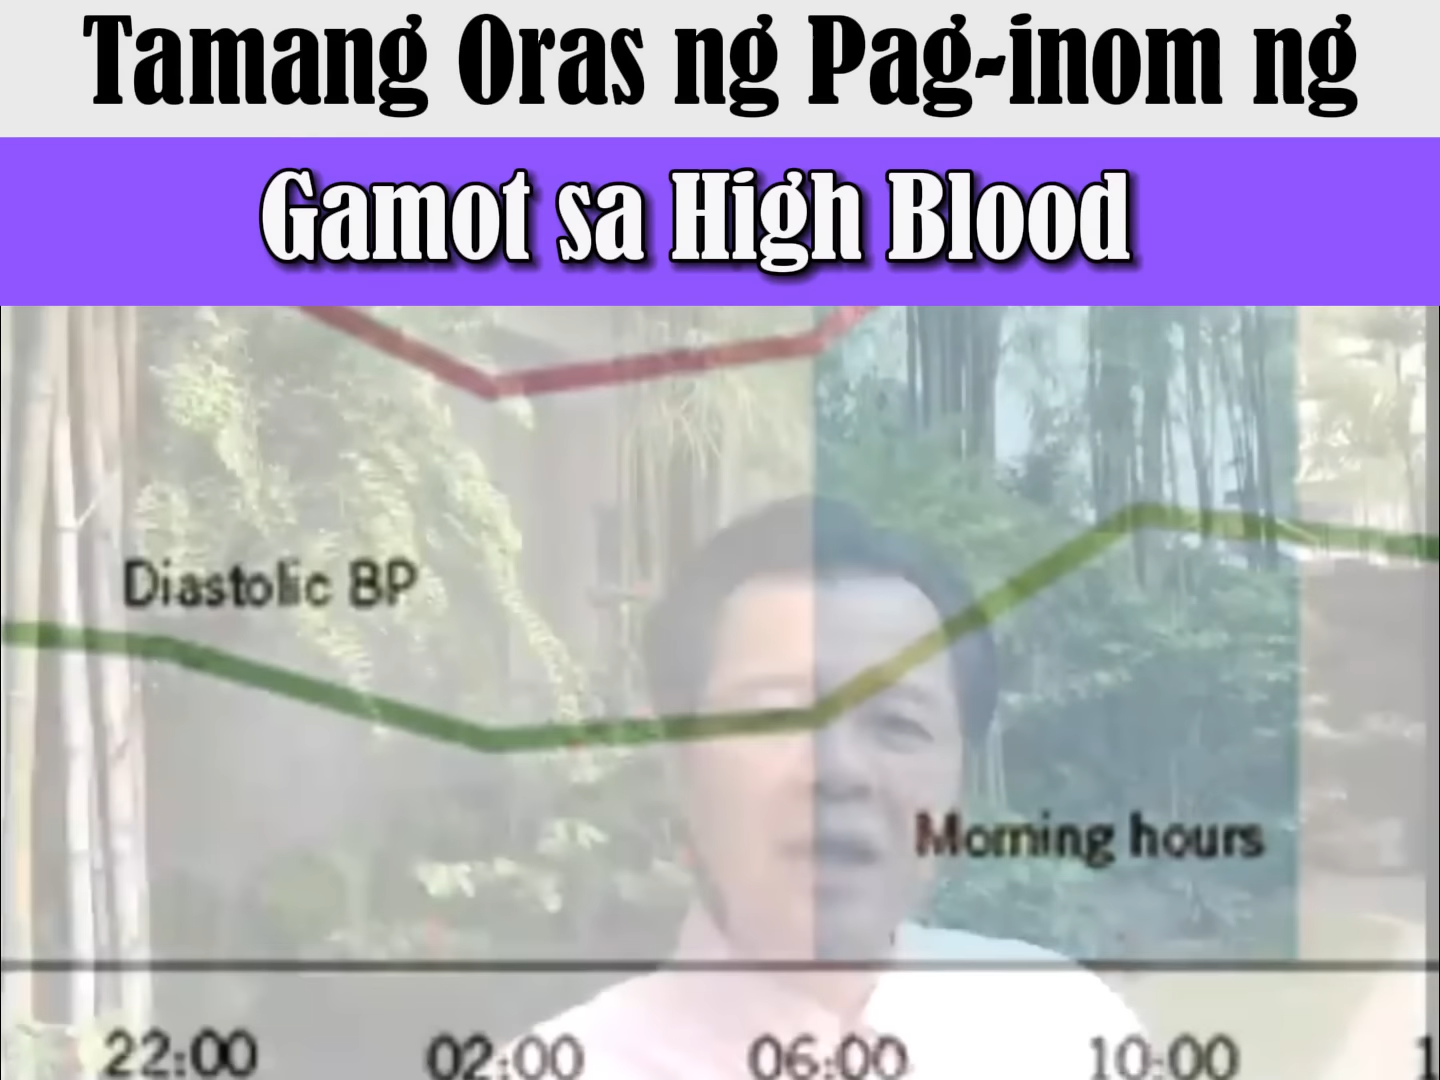 Tamang Oras ng Pag-inom ng
Gamot sa High Blood
Diastolic BP
Morning hours
22:00 02:00 06:00 10:00